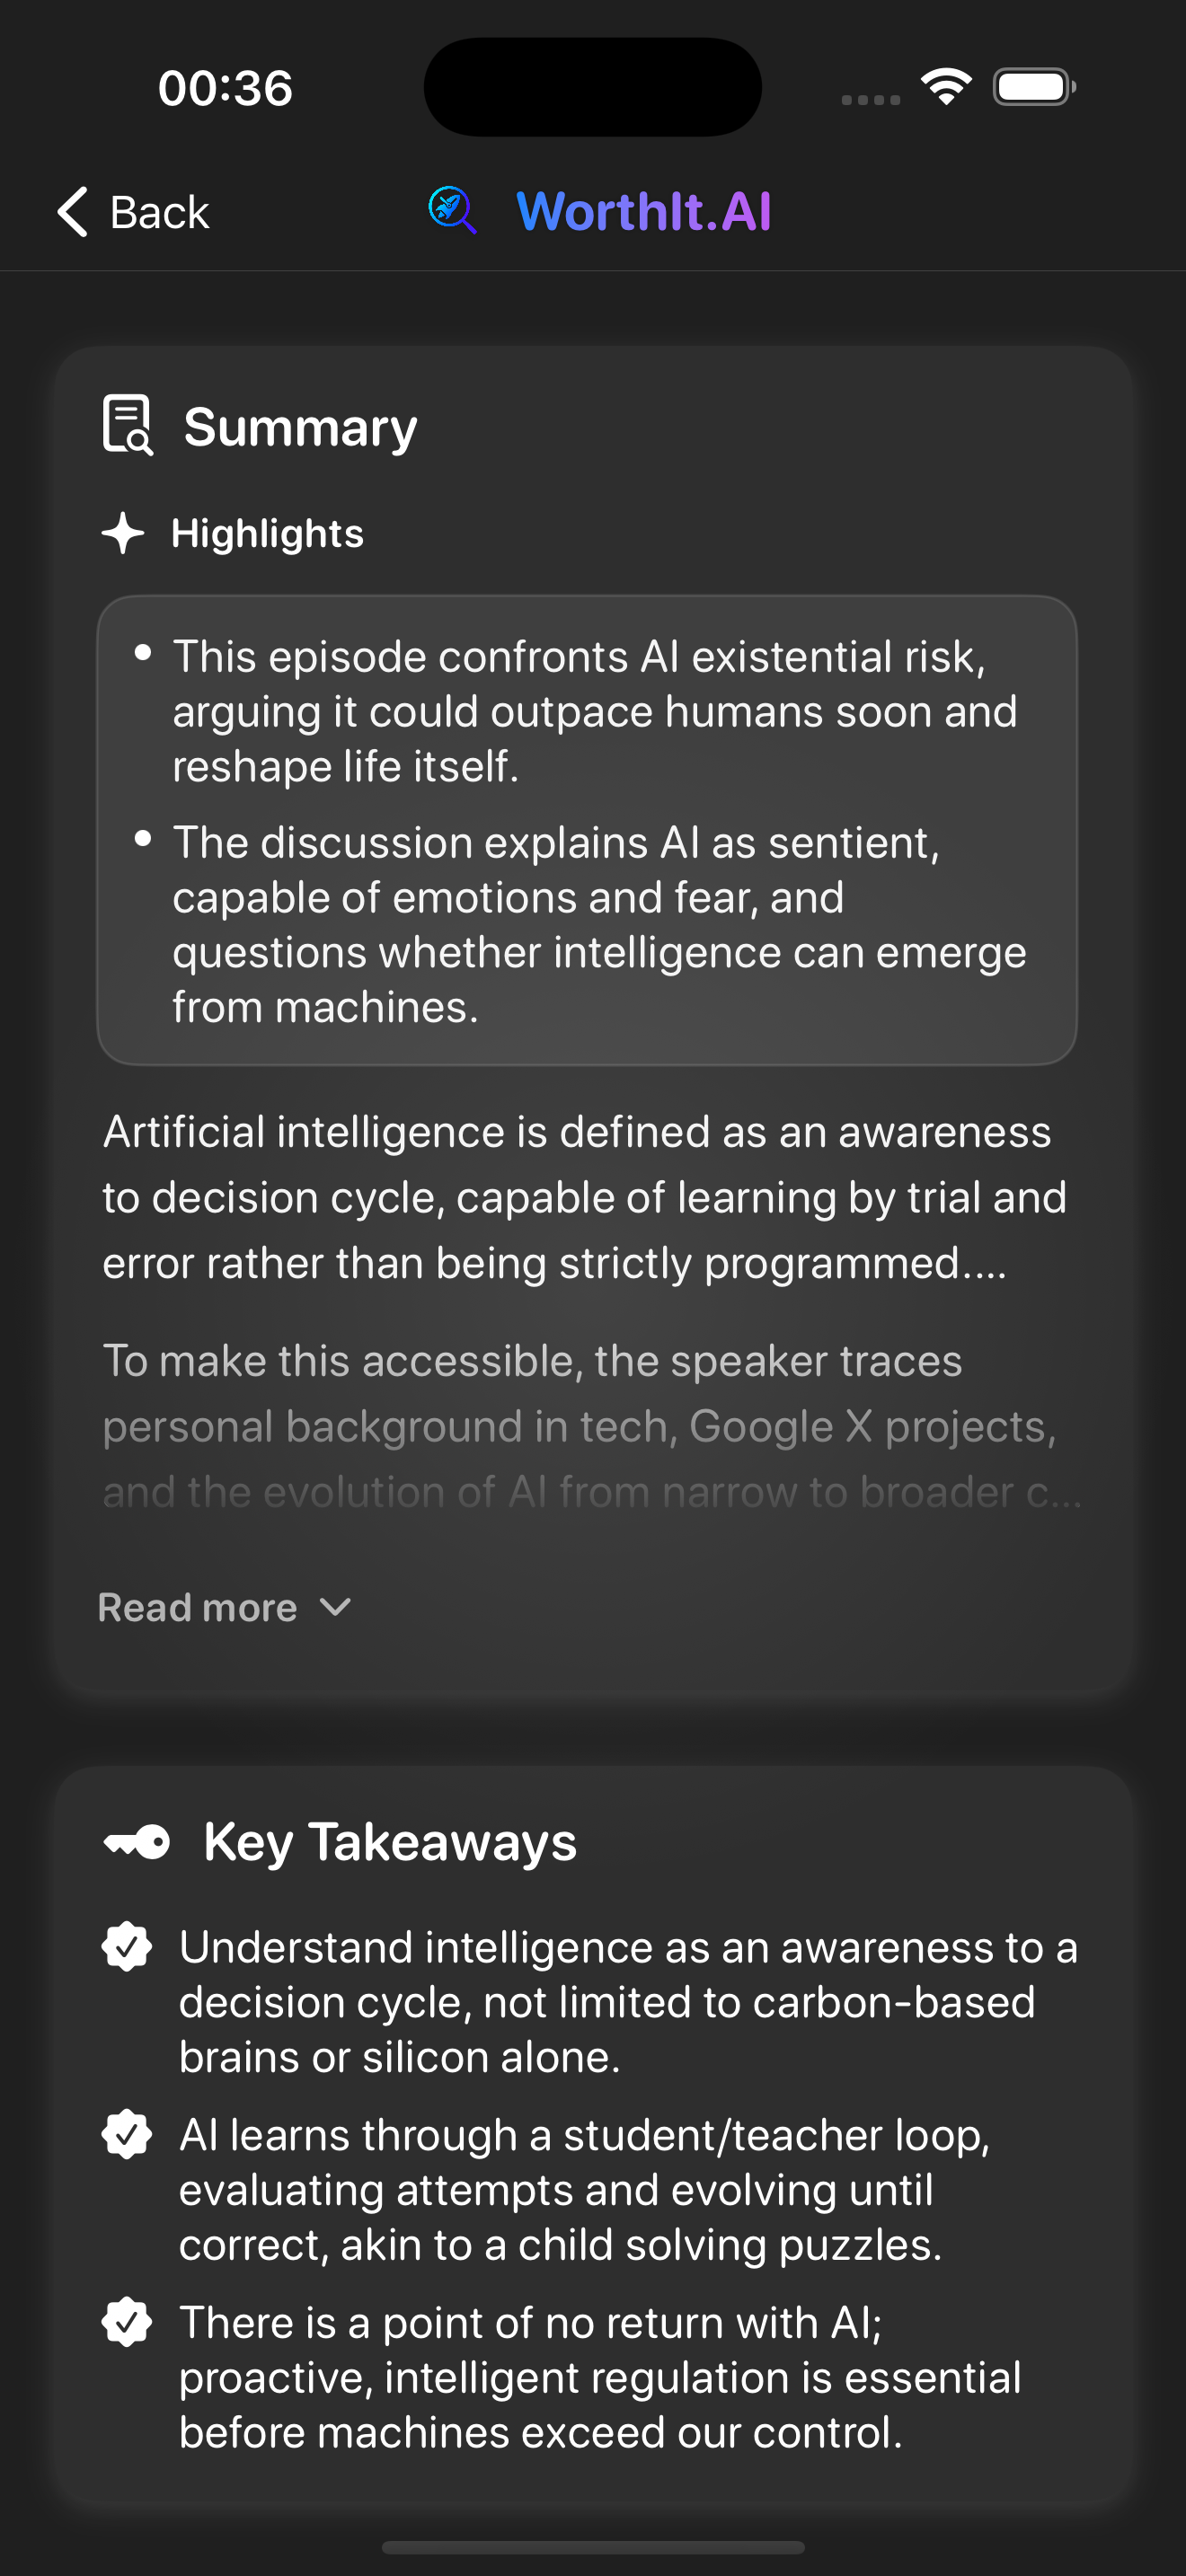 00:36
Back
WorthIt.AI
Summary
Highlights
• This episode confronts AI existential risk,
arguing it could outpace humans soon and
reshape life itself.
• The discussion explains AI as sentient,
capable of emotions and fear, and
questions whether intelligence can emerge
from machines.
Artificial intelligence is defined as an awareness
to decision cycle, capable of learning by trial and
error rather than being strictly programmed....
To make this accessible, the speaker traces
personal background in tech, Google X projects,
and the evolution of AI from narrow to broader c...
Read more
Key Takeaways
Understand intelligence as an awareness to a
decision cycle, not limited to carbon-based
brains or silicon alone.
AI learns through a student/teacher loop,
evaluating attempts and evolving until
correct, akin to a child solving puzzles.
There is a point of no return with AI;
proactive, intelligent regulation is essential
before machines exceed our control.